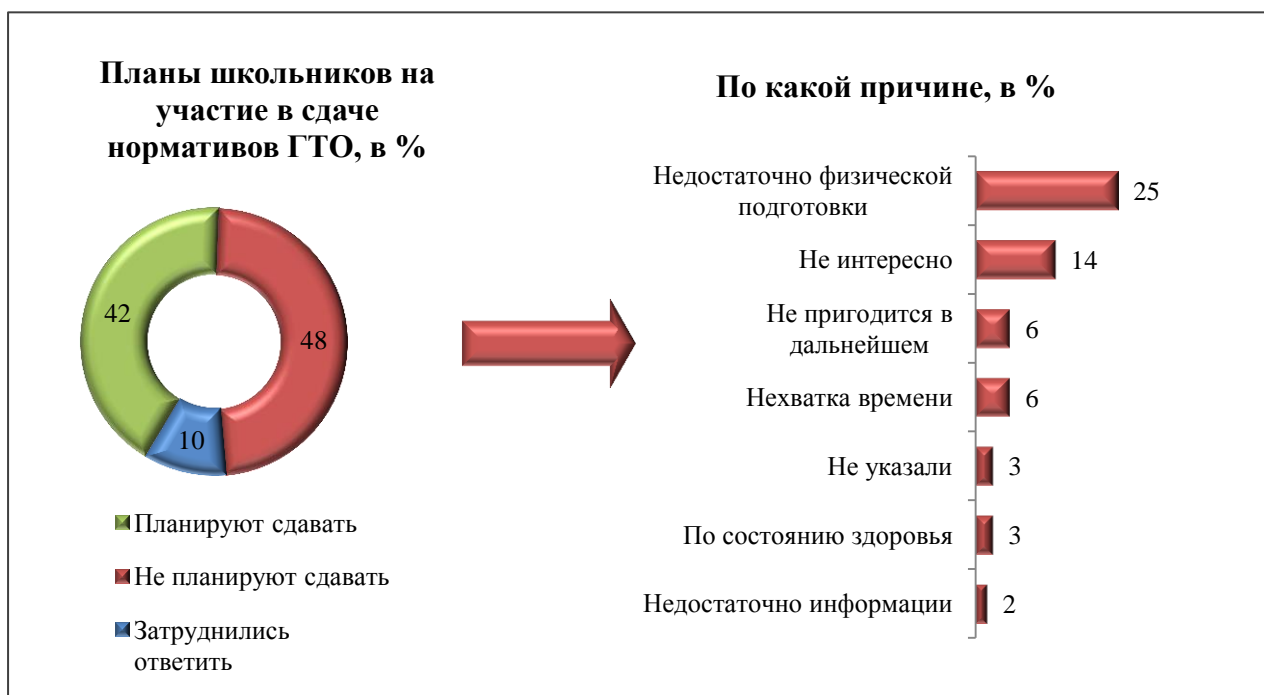 Планы школьников на
участие в сдаче
нормативов ГТО, в %
42
48
10
Планируют сдавать
Не планируют сдавать
Затруднились
ответить
По какой причине, в %
Недостаточно физической
подготовки
25
Не интересно
14
Не пригодится в
дальнейшем
6
Нехватка времени
6
Не указали
3
По состоянию здоровья
3
Недостаточно информации
2